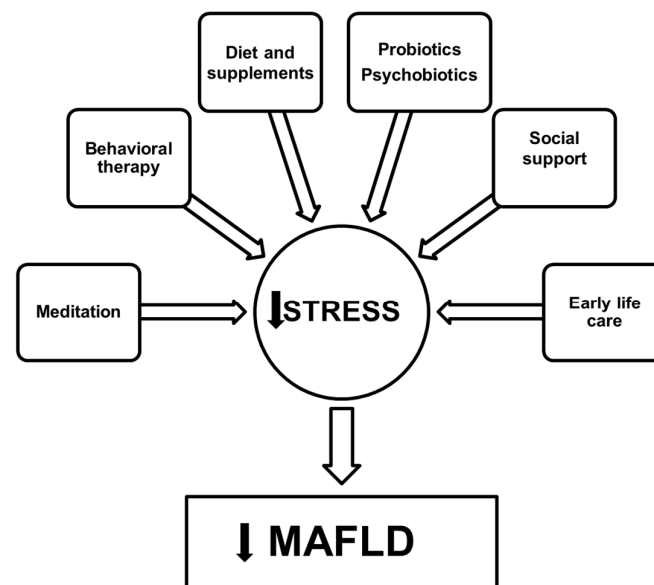 Diet and
supplements
Probiotics
Psychobiotics
Behavioral
therapy
Social
support
Meditation
STRESS
Early life
care
MAFLD